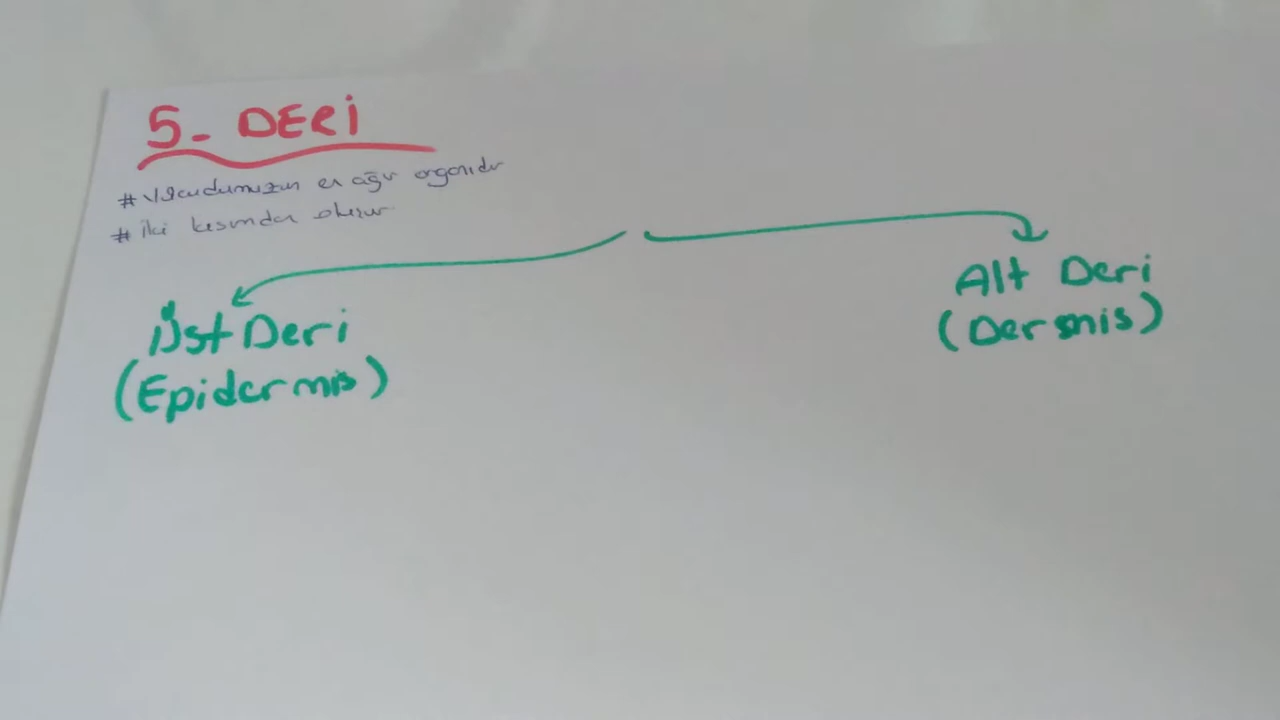 5- DERİ
#Vücudumuzun en ağır organıdır
#İki kısımdan oluşur
Üst Deri
(Epidermis)
Alt Deri
(Dermis)